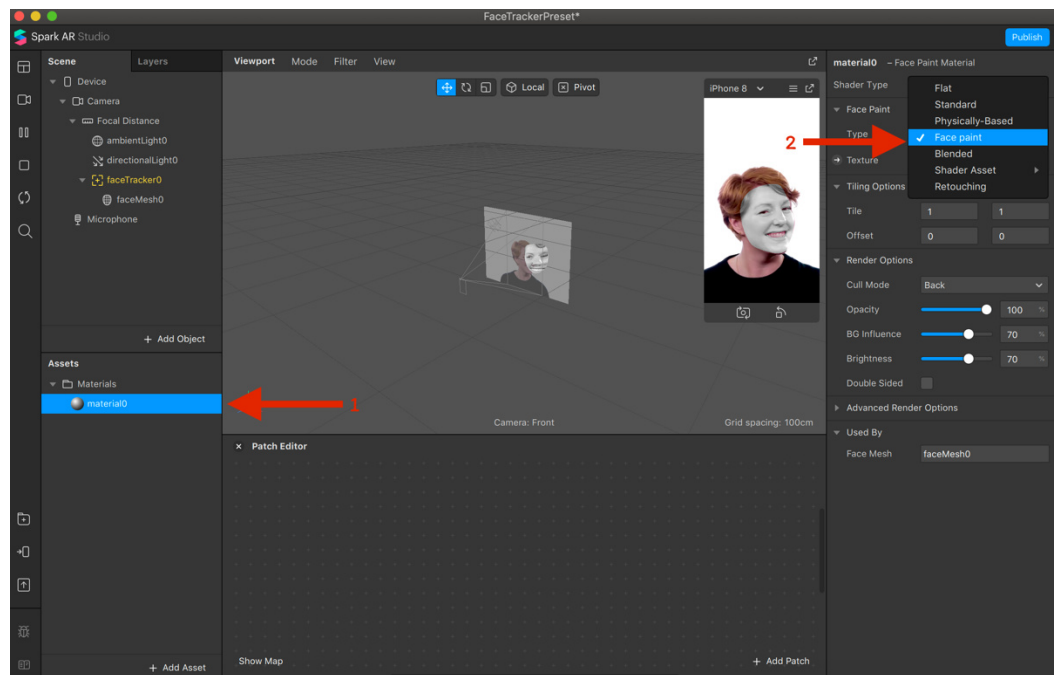 FaceTrackerPreset*
Spark AR Studio
Publish
Scene Layers
Device
Camera
Focal Distance
ambientLight0
directionalLight0
faceTracker0
faceMesh0
Microphone
+ Add Object
Assets
Materials
material0
+ Add Asset
Viewport Mode Filter View
Local Pivot
iPhone 8
1
Camera: Front
Grid spacing: 100cm
× Patch Editor
Show Map
+ Add Patch
material0 – Face Paint Material
Shader Type
Flat
Standard
Physically-Based
Face paint
Blended
Shader Asset
Retouching
2
Face Paint
Type
Texture
Tiling Options
Tile 1 1
Offset 0 0
Render Options
Cull Mode Back
Opacity 100 %
BG Influence 70 %
Brightness 70 %
Double Sided
Advanced Render Options
Used By
Face Mesh faceMesh0